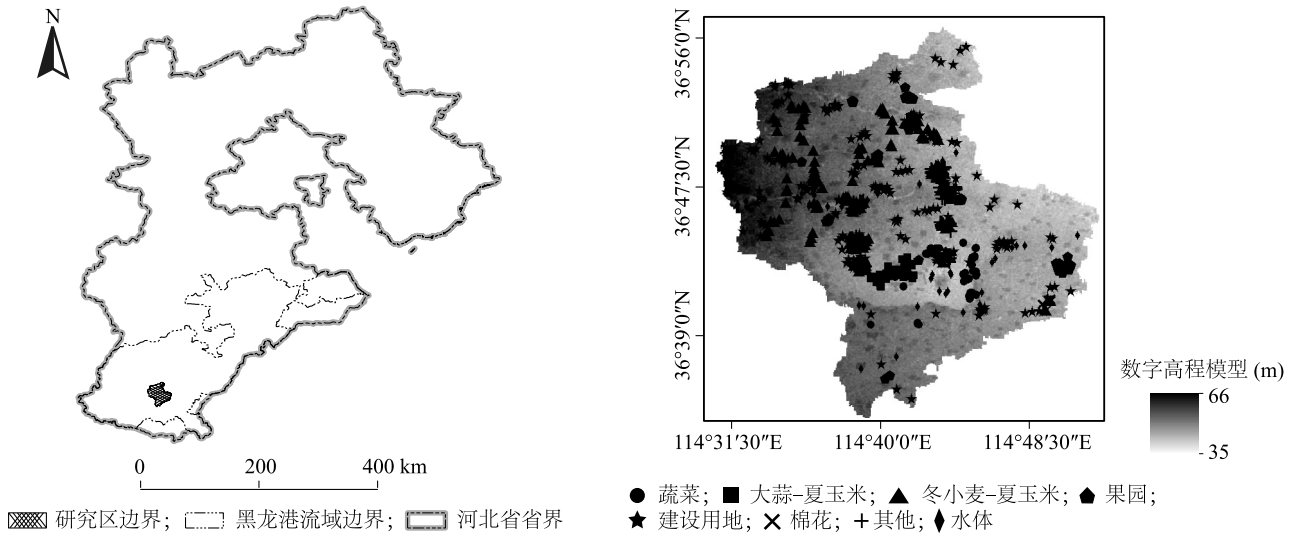 N
0 200 400 km
研究区边界; 黑龙港流域边界; 河北省省界
36°56′0″N
36°47′30″N
36°39′0″N
114°31′30″E 114°40′0″E 114°48′30″E
数字高程模型 (m)
66
35
蔬菜; 大蒜–夏玉米; 冬小麦–夏玉米; 果园;
建设用地; 棉花; 其他; 水体